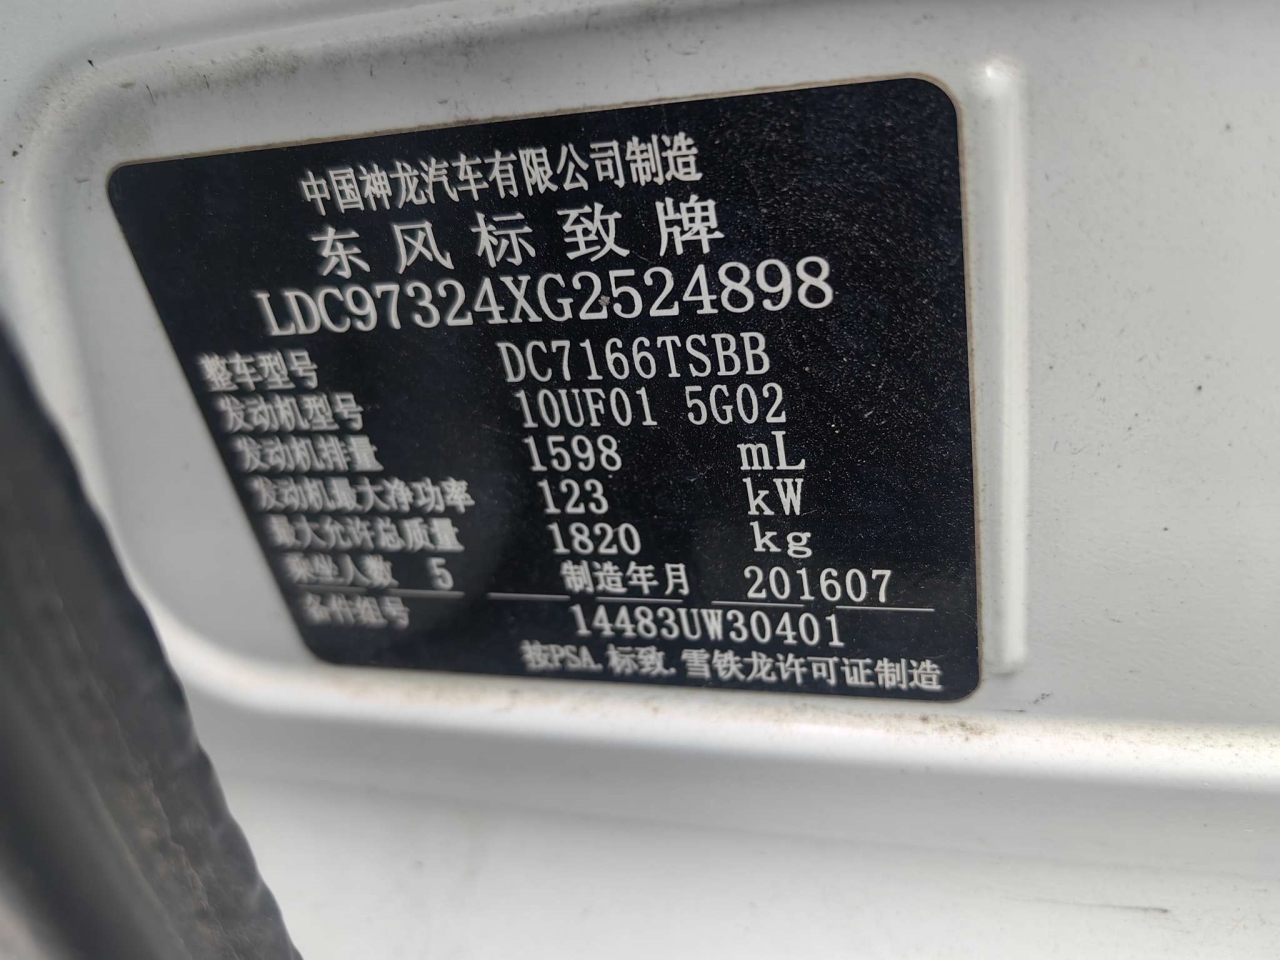 中国神龙汽车有限公司制造
东风标致牌
LDC97324XG2524898
整车型号 DC7166TSBB
发动机型号 10UF01 5G02
发动机排量 1598 mL
发动机最大净功率 123 kW
最大允许总质量 1820 kg
乘坐人数 5 制造年月 201607
备件组号 14483UW30401
按PSA.标致.雪铁龙许可证制造